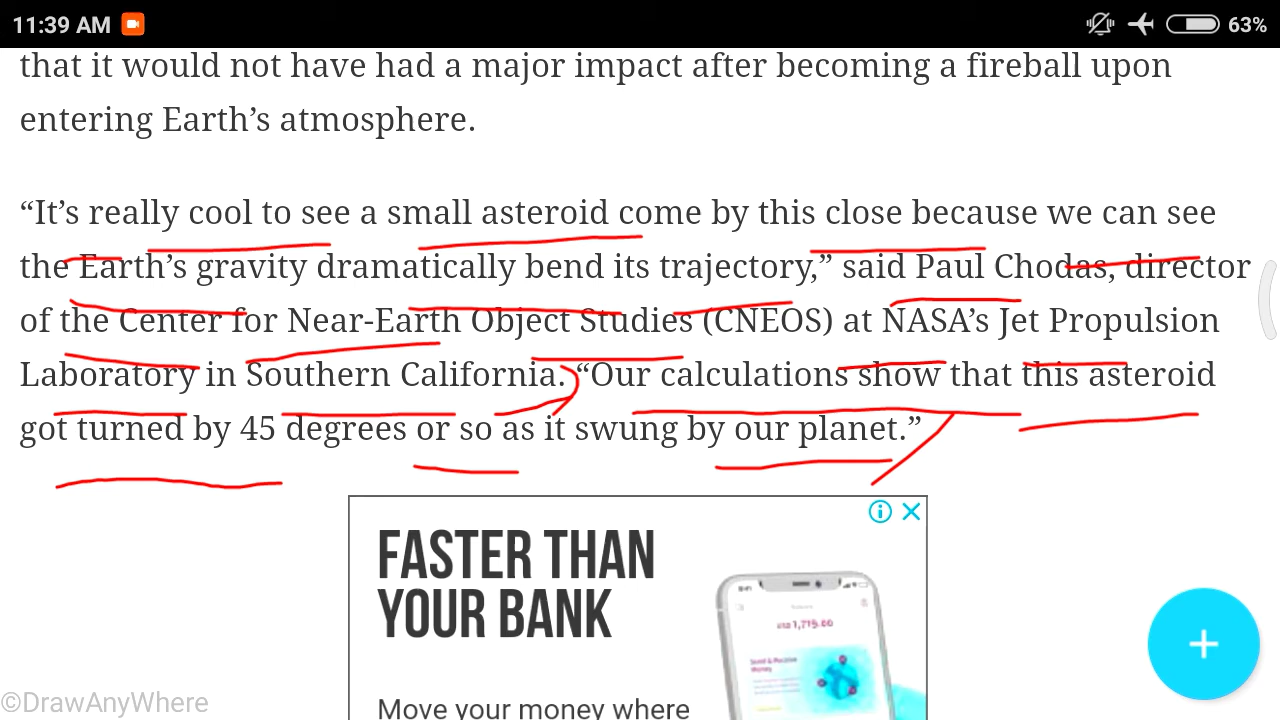 11:39 AM 63%
that it would not have had a major impact after becoming a fireball upon
entering Earth’s atmosphere.
“It’s really cool to see a small asteroid come by this close because we can see
the Earth’s gravity dramatically bend its trajectory,” said Paul Chodas, director
of the Center for Near-Earth Object Studies (CNEOS) at NASA’s Jet Propulsion
Laboratory in Southern California. “Our calculations show that this asteroid
got turned by 45 degrees or so as it swung by our planet.”
FASTER THAN
YOUR BANK
Move your money where
©DrawAnyWhere